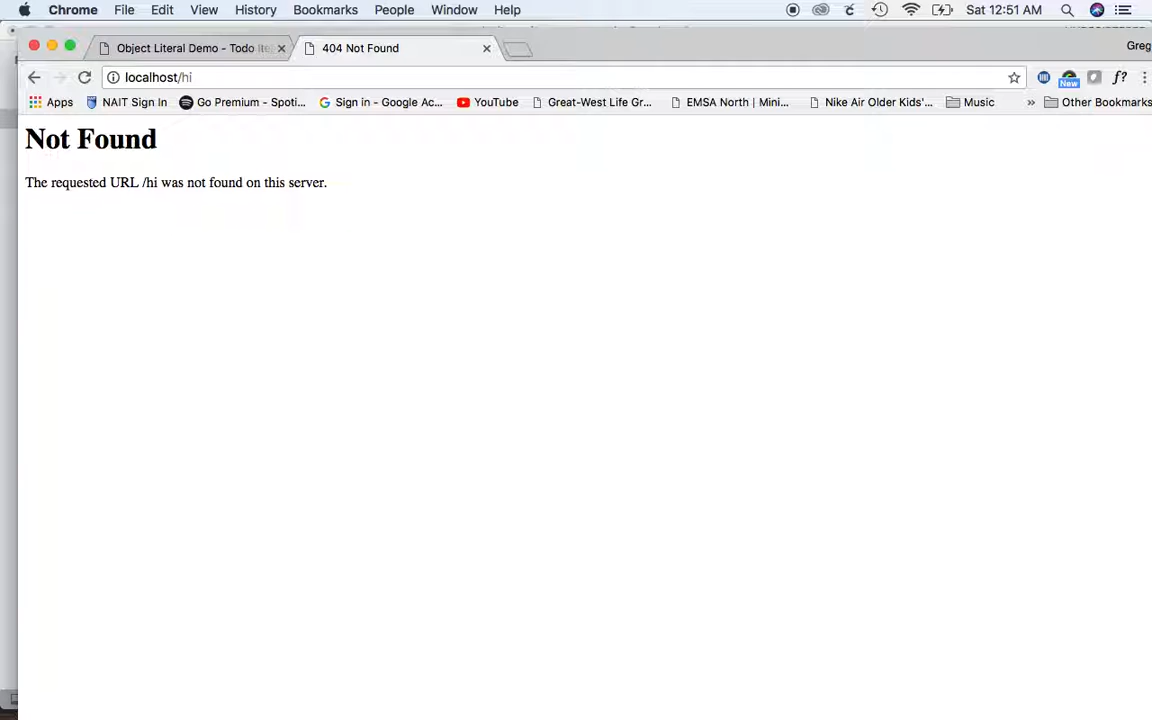 Chrome File Edit View History Bookmarks People Window Help Sat 12:51 AM
Object Literal Demo - Todo Ite 404 Not Found Greg
localhost/hi New f?
Apps NAIT Sign In Go Premium - Spoti... Sign in - Google Ac... YouTube Great-West Life Gr... EMSA North | Mini... Nike Air Older Kids'... Music » Other Bookmarks
Not Found
The requested URL /hi was not found on this server.